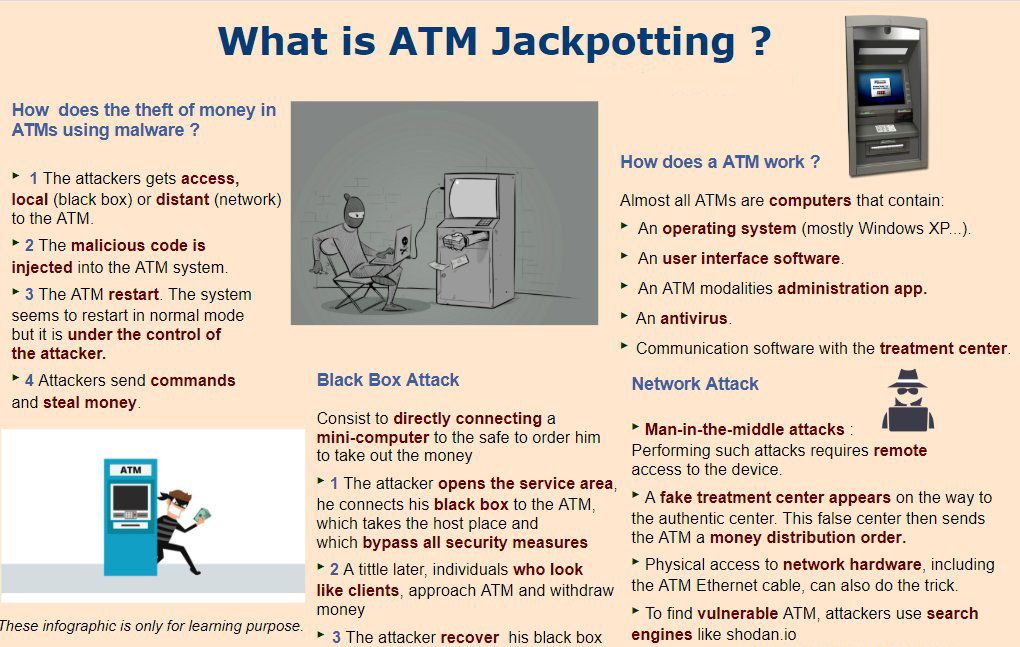 What is ATM Jackpotting ?
How does the theft of money in
ATMs using malware ?
1 The attackers gets access,
local (black box) or distant (network)
to the ATM.
2 The malicious code is
injected into the ATM system.
3 The ATM restart. The system
seems to restart in normal mode
but it is under the control of
the attacker.
4 Attackers send commands
and steal money.
ATM
These infographic is only for learning purpose.
Black Box Attack
Consist to directly connecting a
mini-computer to the safe to order him
to take out the money
1 The attacker opens the service area,
he connects his black box to the ATM,
which takes the host place and
which bypass all security measures
2 A tittle later, individuals who look
like clients, approach ATM and withdraw
money
3 The attacker recover his black box
How does a ATM work ?
Almost all ATMs are computers that contain:
An operating system (mostly Windows XP...).
An user interface software.
An ATM modalities administration app.
An antivirus.
Communication software with the treatment center.
Network Attack
Man-in-the-middle attacks :
Performing such attacks requires remote
access to the device.
A fake treatment center appears on the way to
the authentic center. This false center then sends
the ATM a money distribution order.
Physical access to network hardware, including
the ATM Ethernet cable, can also do the trick.
To find vulnerable ATM, attackers use search
engines like shodan.io